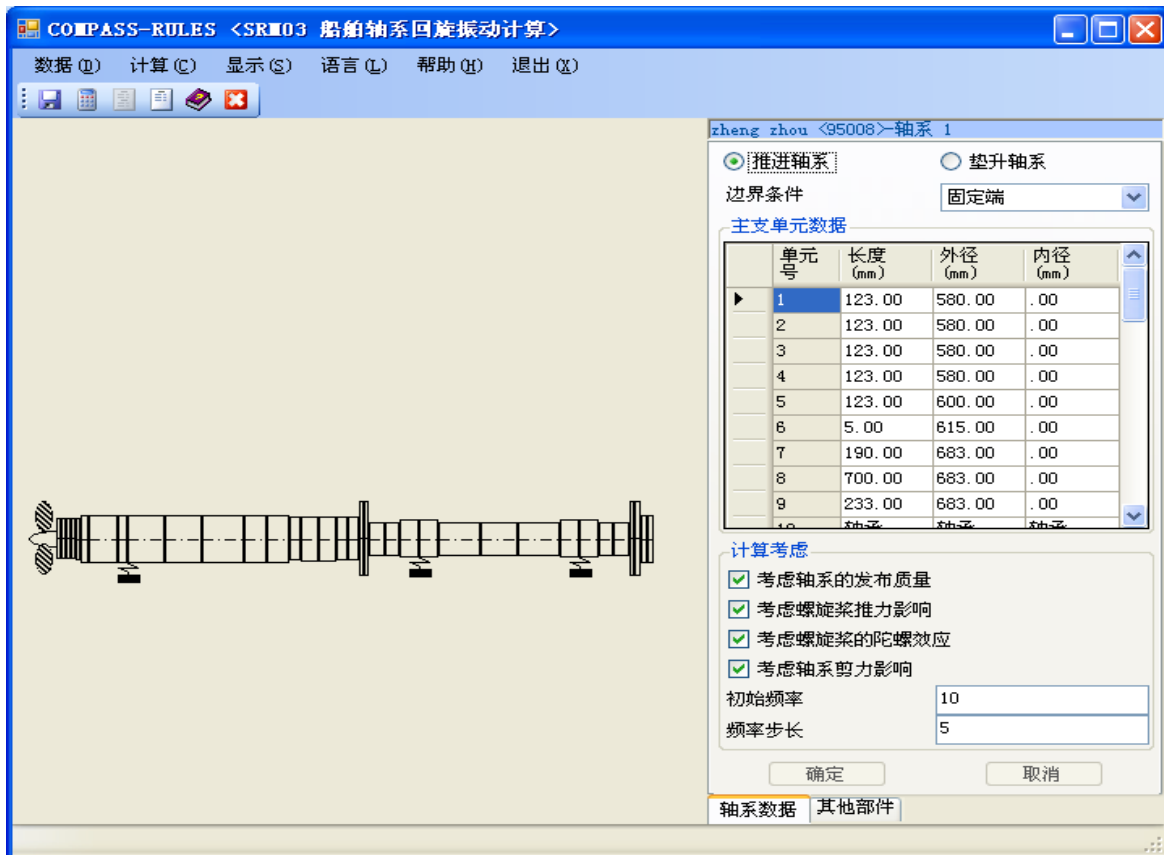 COMPASS-RULES <SRM03 船舶轴系回旋振动计算>
数据(D) 计算(C) 显示(S) 语言(L) 帮助(H) 退出(X)
zheng zhou <95008>-轴系 1
推进轴系 垫升轴系
边界条件 固定端
主支单元数据
单元号 长度(mm) 外径(mm) 内径(mm)
1 123.00 580.00 .00
2 123.00 580.00 .00
3 123.00 580.00 .00
4 123.00 580.00 .00
5 123.00 600.00 .00
6 5.00 615.00 .00
7 190.00 683.00 .00
8 700.00 683.00 .00
9 233.00 683.00 .00
10 轴承 轴承 轴承
计算考虑
考虑轴系的发布质量
考虑螺旋桨推力影响
考虑螺旋桨的陀螺效应
考虑轴系剪力影响
初始频率 10
频率步长 5
确定 取消
轴系数据 其他部件